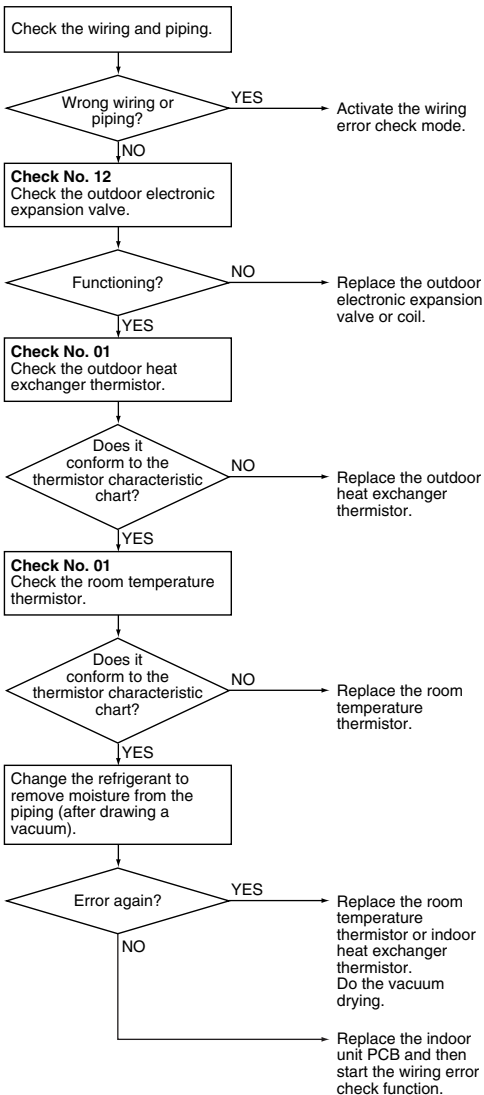 Check the wiring and piping.
Wrong wiring or
piping?
YES
Activate the wiring
error check mode.
NO
Check No. 12
Check the outdoor electronic
expansion valve.
Functioning?
NO
Replace the outdoor
electronic expansion
valve or coil.
YES
Check No. 01
Check the outdoor heat
exchanger thermistor.
Does it
conform to the
thermistor characteristic
chart?
NO
Replace the outdoor
heat exchanger
thermistor.
YES
Check No. 01
Check the room temperature
thermistor.
Does it
conform to the
thermistor characteristic
chart?
NO
Replace the room
temperature
thermistor.
YES
Change the refrigerant to
remove moisture from the
piping (after drawing a
vacuum).
Error again?
YES
Replace the room
temperature
thermistor or indoor
heat exchanger
thermistor.
Do the vacuum
drying.
NO
Replace the indoor
unit PCB and then
start the wiring error
check function.